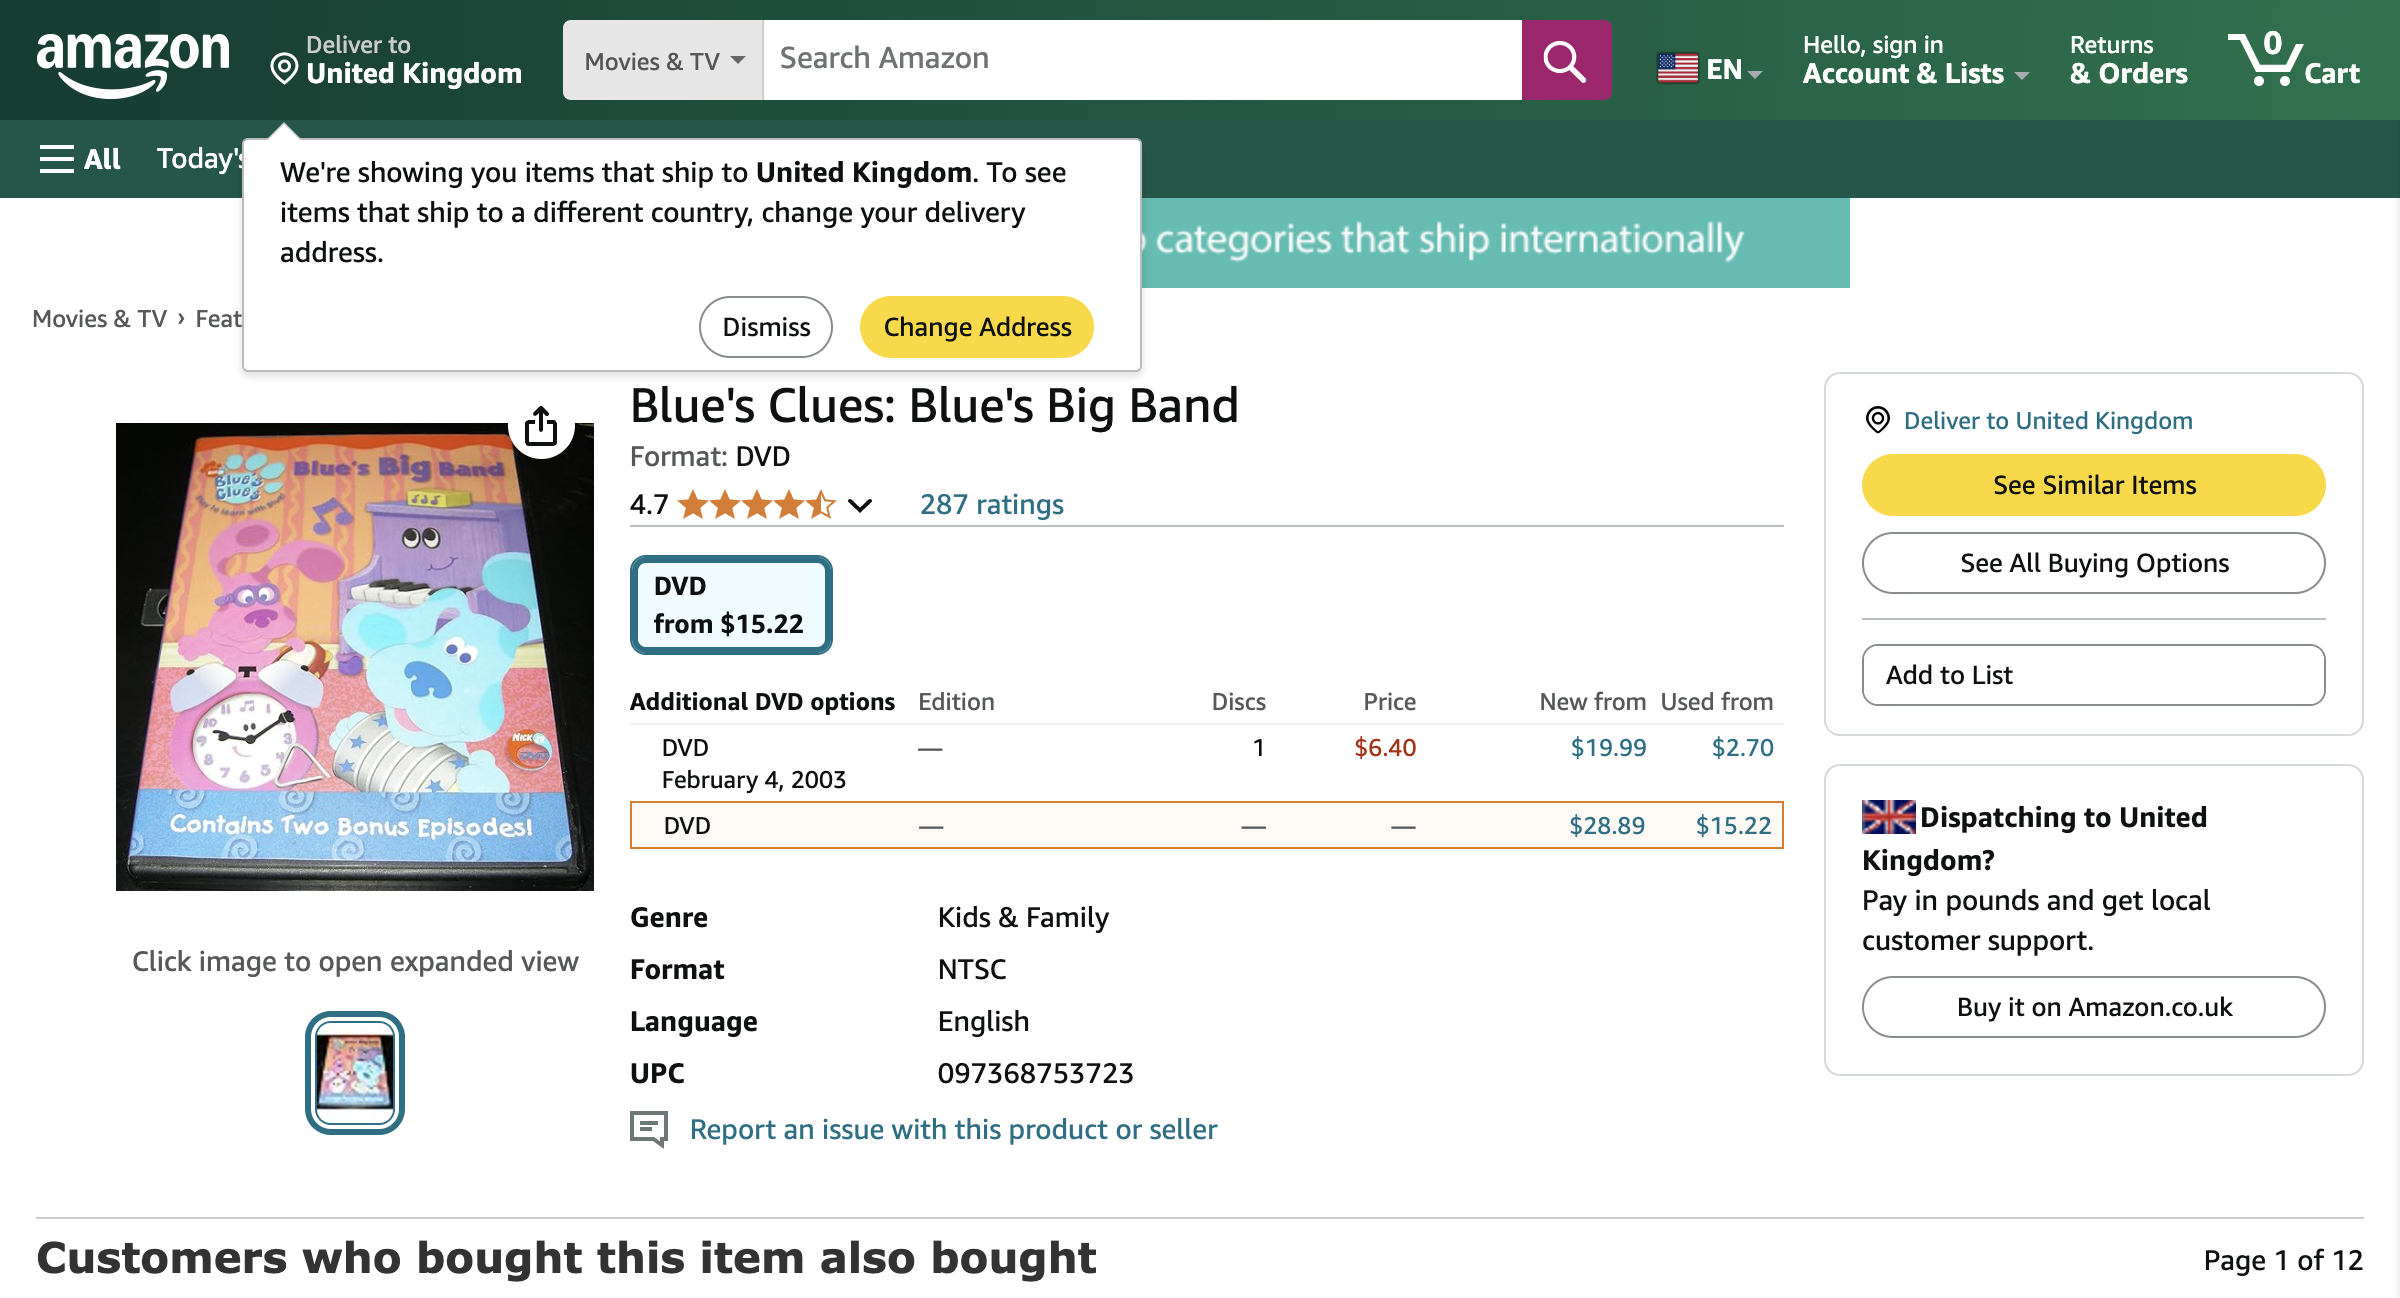 amazon
Deliver to
United Kingdom
Movies & TV
Search Amazon
EN
Hello, sign in
Account & Lists
Returns
& Orders
0
Cart
All
Today's
We're showing you items that ship to United Kingdom. To see
items that ship to a different country, change your delivery
address.
Dismiss
Change Address
categories that ship internationally
Movies & TV › Feat
Blue's Clues
Play to learn with Blue!
Blue's Big Band
NICK JR
Contains Two Bonus Episodes!
Click image to open expanded view
Blue's Clues: Blue's Big Band
Format: DVD
4.7
287 ratings
DVD
from $15.22
Additional DVD options Edition Discs Price New from Used from
DVD — 1 $6.40 $19.99 $2.70
February 4, 2003
DVD — — — $28.89 $15.22
Genre Kids & Family
Format NTSC
Language English
UPC 097368753723
Report an issue with this product or seller
Deliver to United Kingdom
See Similar Items
See All Buying Options
Add to List
Dispatching to United
Kingdom?
Pay in pounds and get local
customer support.
Buy it on Amazon.co.uk
Customers who bought this item also bought
Page 1 of 12